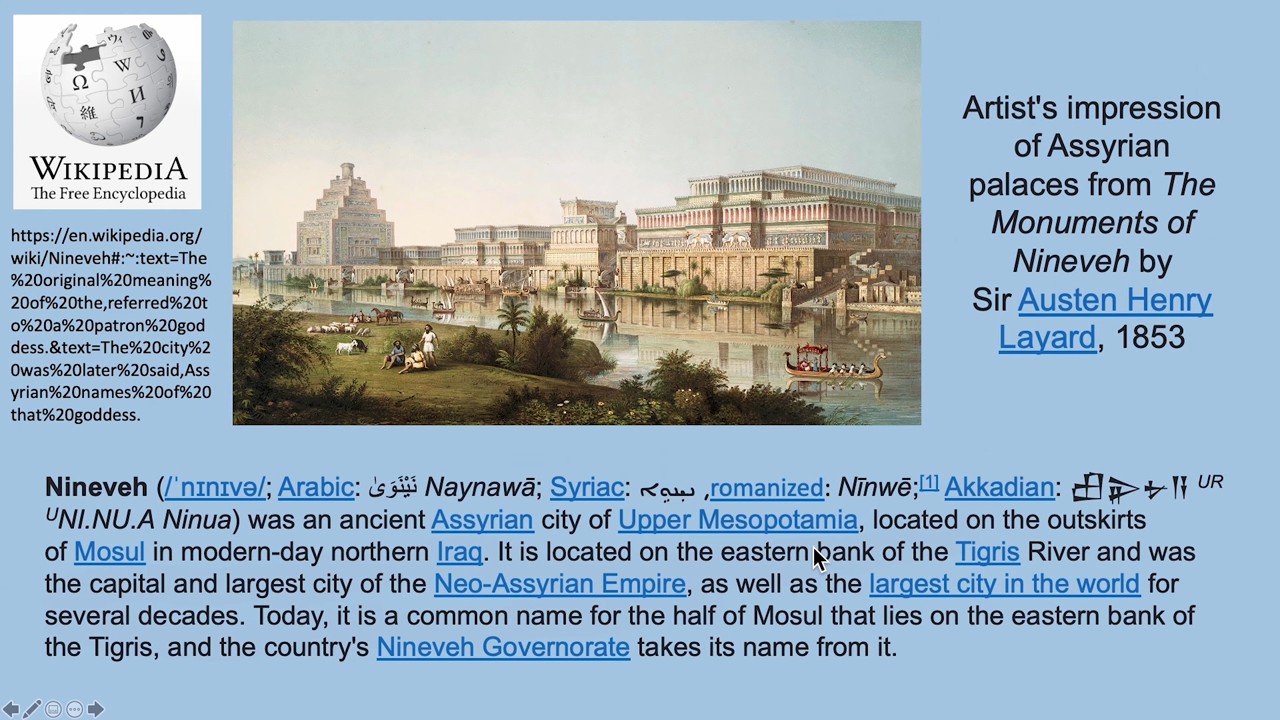 WIKIPEDIA
The Free Encyclopedia
https://en.wikipedia.org/
wiki/Nineveh#:~:text=The
%20original%20meaning%
20of%20the,referred%20t
o%20a%20patron%20god
dess.&text=The%20city%2
0was%20later%20said,Ass
yrian%20names%20of%20
that%20goddess.
Artist's impression
of Assyrian
palaces from The
Monuments of
Nineveh by
Sir Austen Henry
Layard, 1853
Nineveh (/ˈnɪnɪvə/; Arabic: نَيْنَوَىٰ Naynawā; Syriac: ܢܝܢܘܹܐ, romanized: Nīnwē;[1] Akkadian: 𒌷𒉌𒉡𒀀 UR
UNI.NU.A Ninua) was an ancient Assyrian city of Upper Mesopotamia, located on the outskirts
of Mosul in modern-day northern Iraq. It is located on the eastern bank of the Tigris River and was
the capital and largest city of the Neo-Assyrian Empire, as well as the largest city in the world for
several decades. Today, it is a common name for the half of Mosul that lies on the eastern bank of
the Tigris, and the country's Nineveh Governorate takes its name from it.